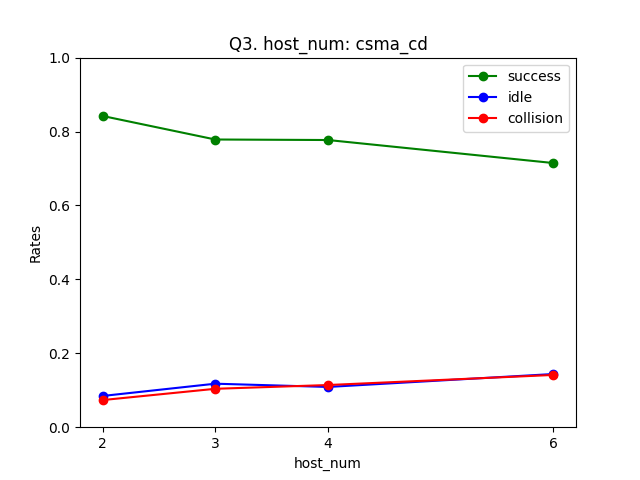 Q3. host_num: csma_cd
success
idle
collision
Rates
1.0
0.8
0.6
0.4
0.2
0.0
2 3 4 6
host_num